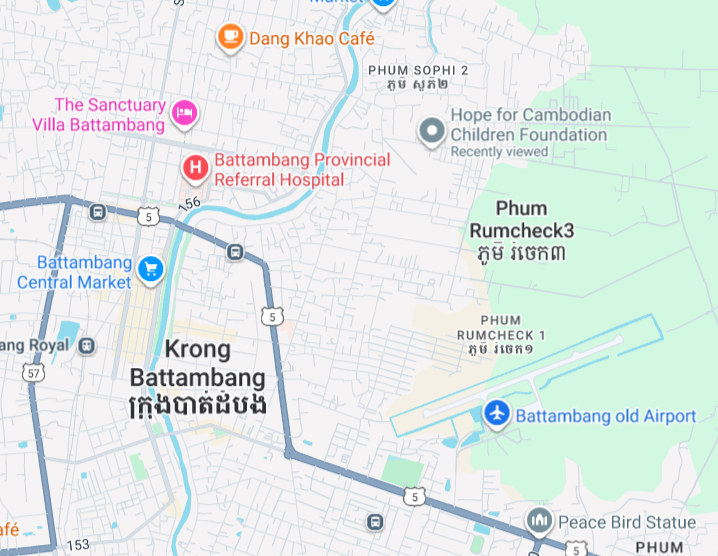 Market
Dang Khao Café
PHUM SOPHI 2
ភូមិ សូភី២
The Sanctuary
Villa Battambang
Hope for Cambodian
Children Foundation
Recently viewed
H
Battambang Provincial
Referral Hospital
156
5
Phum
Rumcheck3
ភូមិ រំចេក៣
Battambang
Central Market
5
PHUM
RUMCHECK 1
ភូមិ រំចេក១
ang Royal
57
Krong
Battambang
ក្រុងបាត់ដំបង
Battambang old Airport
5
Peace Bird Statue
afé
153
5
PHUM